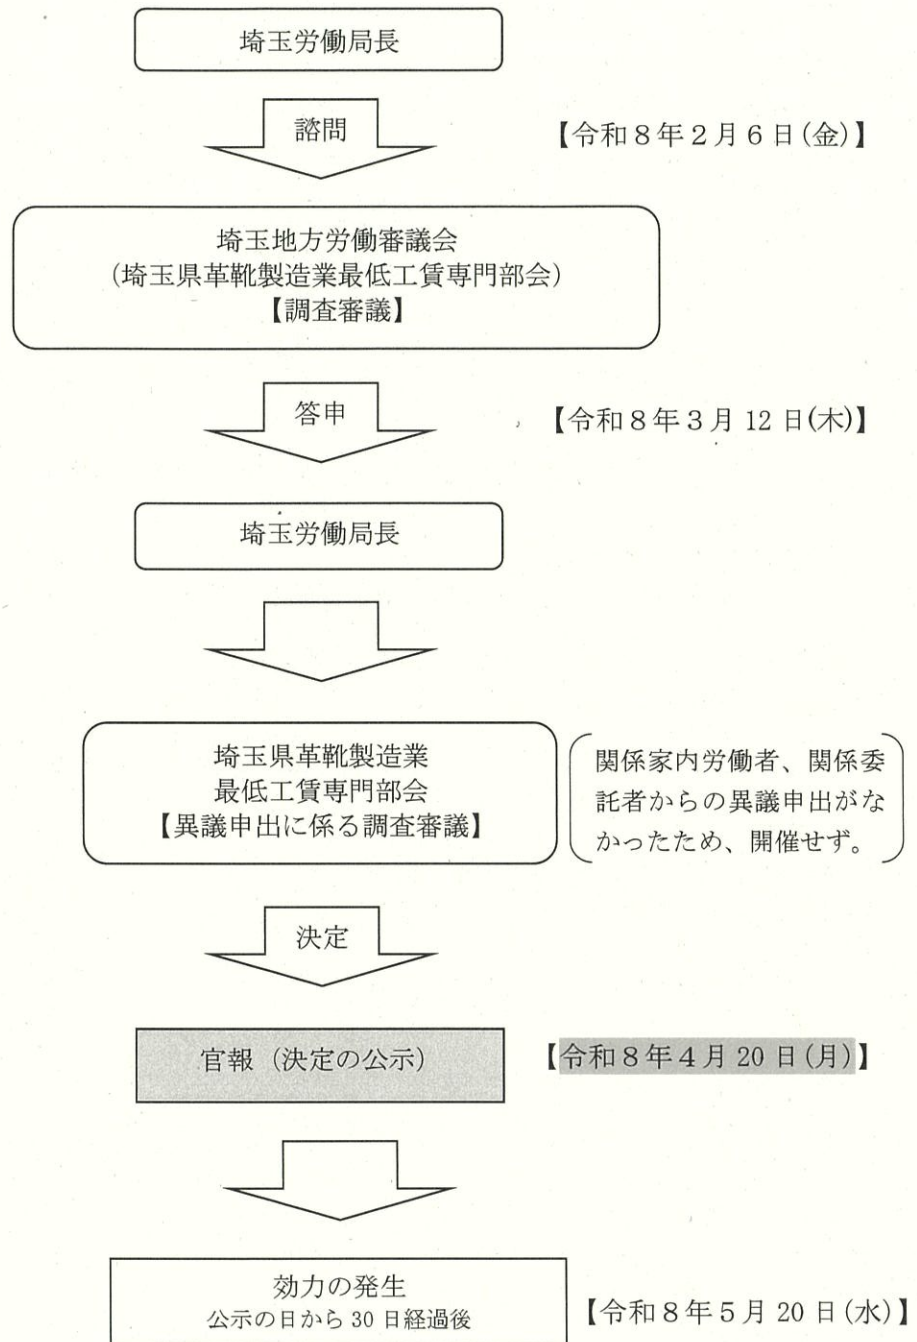 埼玉労働局長
諮問
【令和８年２月６日(金)】
埼玉地方労働審議会
(埼玉県革靴製造業最低工賃専門部会)
【調査審議】
答申
【令和８年３月 12 日(木)】
埼玉労働局長
埼玉県革靴製造業
最低工賃専門部会
【異議申出に係る調査審議】
関係家内労働者、関係委
託者からの異議申出がな
かったため、開催せず。
決定
官報（決定の公示）
【令和８年４月 20 日(月)】
効力の発生
公示の日から 30 日経過後
【令和８年５月 20 日(水)】